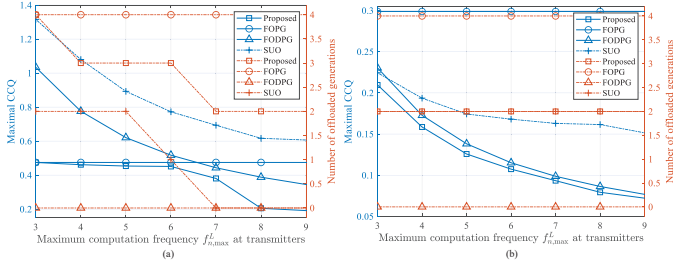 1.4
1.2
1
0.8
0.6
0.4
0.2
Maximal CCQ
4
3.5
3
2.5
2
1.5
1
0.5
0
Number of offloaded generations
Proposed
FOPG
FODPG
SUO
Proposed
FOPG
FODPG
SUO
3 4 5 6 7 8 9
Maximum computation frequency $f^L_{n,\max}$ at transmitters
(a)
0.3
0.25
0.2
0.15
0.1
0.05
Maximal CCQ
4
3.5
3
2.5
2
1.5
1
0.5
0
Number of offloaded generations
Proposed
FOPG
FODPG
SUO
Proposed
FOPG
FODPG
SUO
3 4 5 6 7 8 9
Maximum computation frequency $f^L_{n,\max}$ at transmitters
(b)